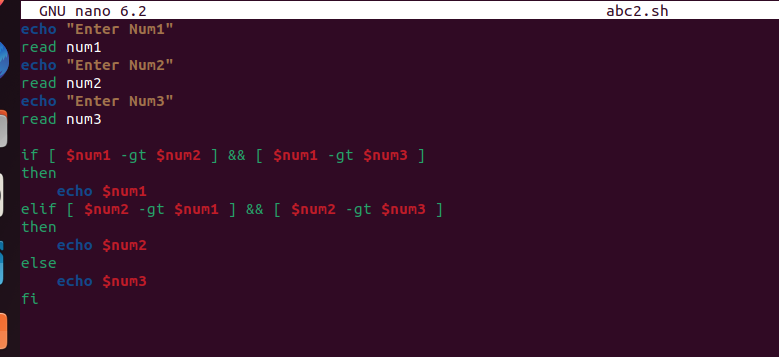 GNU nano 6.2 abc2.sh
echo "Enter Num1"
read num1
echo "Enter Num2"
read num2
echo "Enter Num3"
read num3
if [ $num1 -gt $num2 ] && [ $num1 -gt $num3 ]
then
    echo $num1
elif [ $num2 -gt $num1 ] && [ $num2 -gt $num3 ]
then
    echo $num2
else
    echo $num3
fi